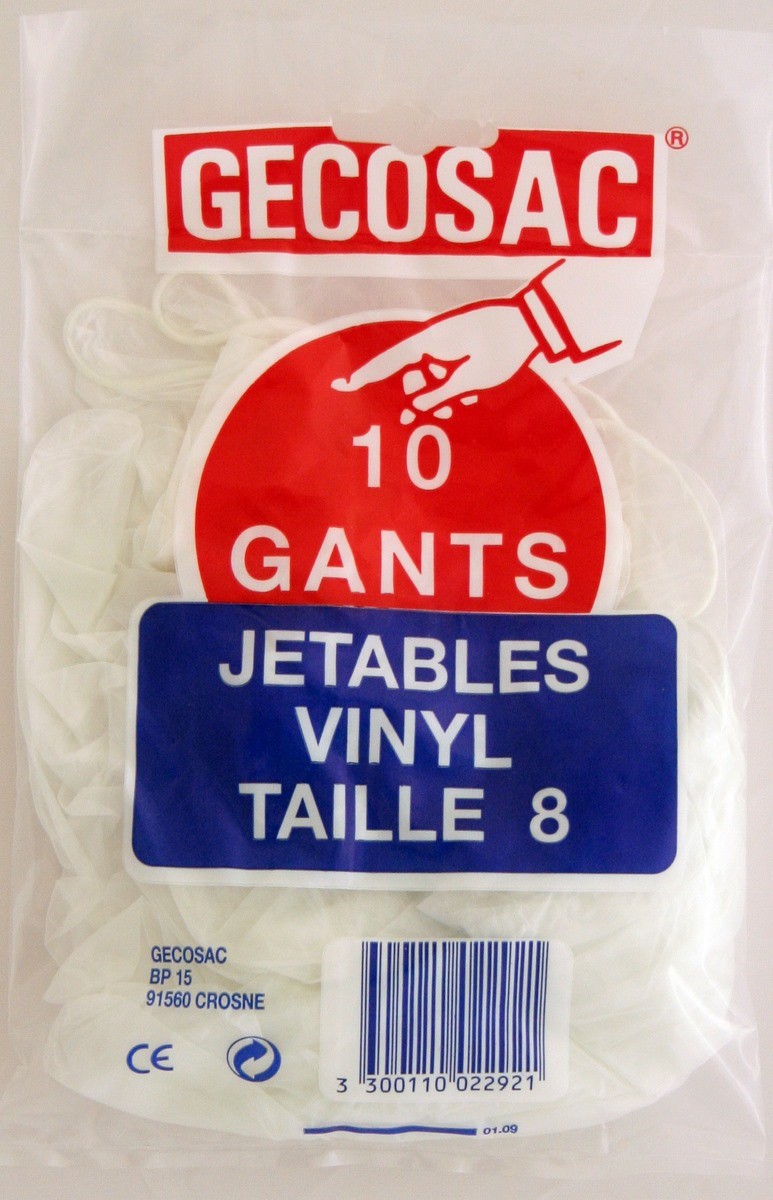 GECOSAC®
10
GANTS
JETABLES
VINYL
TAILLE 8
GECOSAC
BP 15
91560 CROSNE
CE
3 300110 022921
01.09